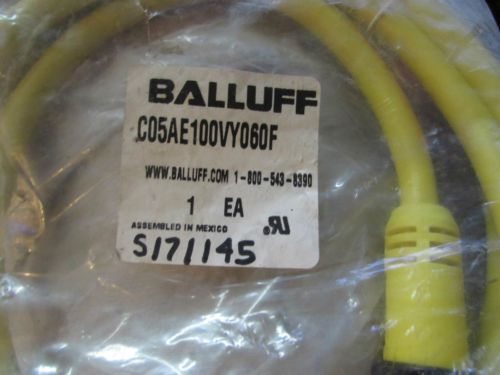 BALLUFF
C05AE100VY060F
WWW.BALLUFF.COM 1-800-543-8390
1 EA
ASSEMBLED IN MEXICO
S171145